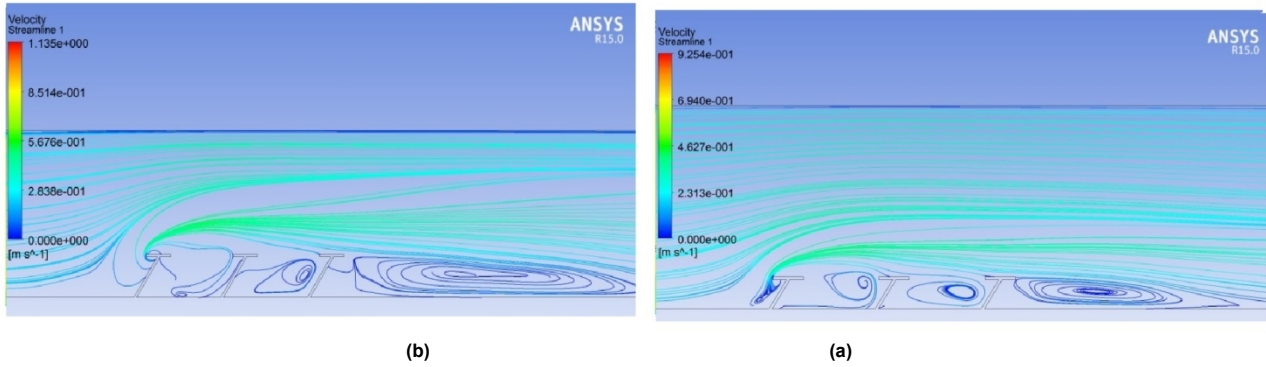 Velocity
Streamline 1
1.135e+000
8.514e-001
5.676e-001
2.838e-001
0.000e+000
[m s^-1]
ANSYS
R15.0
Velocity
Streamline 1
9.254e-001
6.940e-001
4.627e-001
2.313e-001
0.000e+000
[m s^-1]
ANSYS
R15.0
(b)
(a)